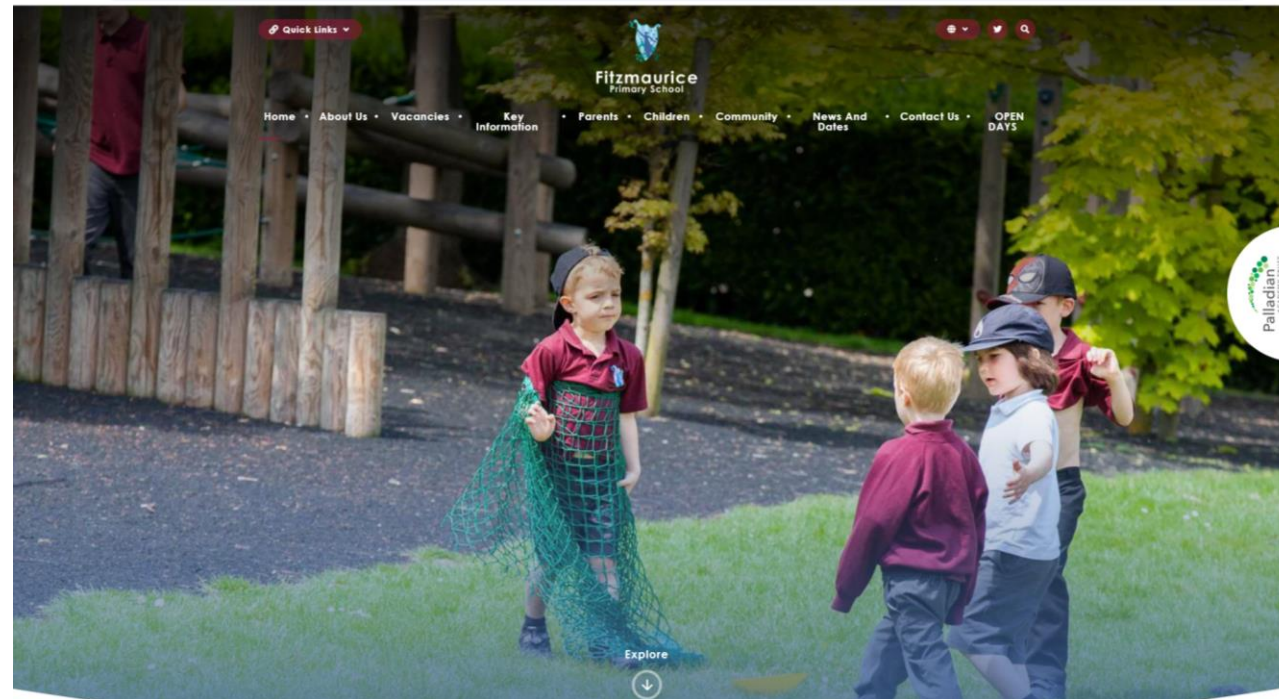 Quick Links
Fitzmaurice
Primary School
Home • About Us • Vacancies • Key Information • Parents • Children • Community • News And Dates • Contact Us • OPEN DAYS
Palladian
Explore